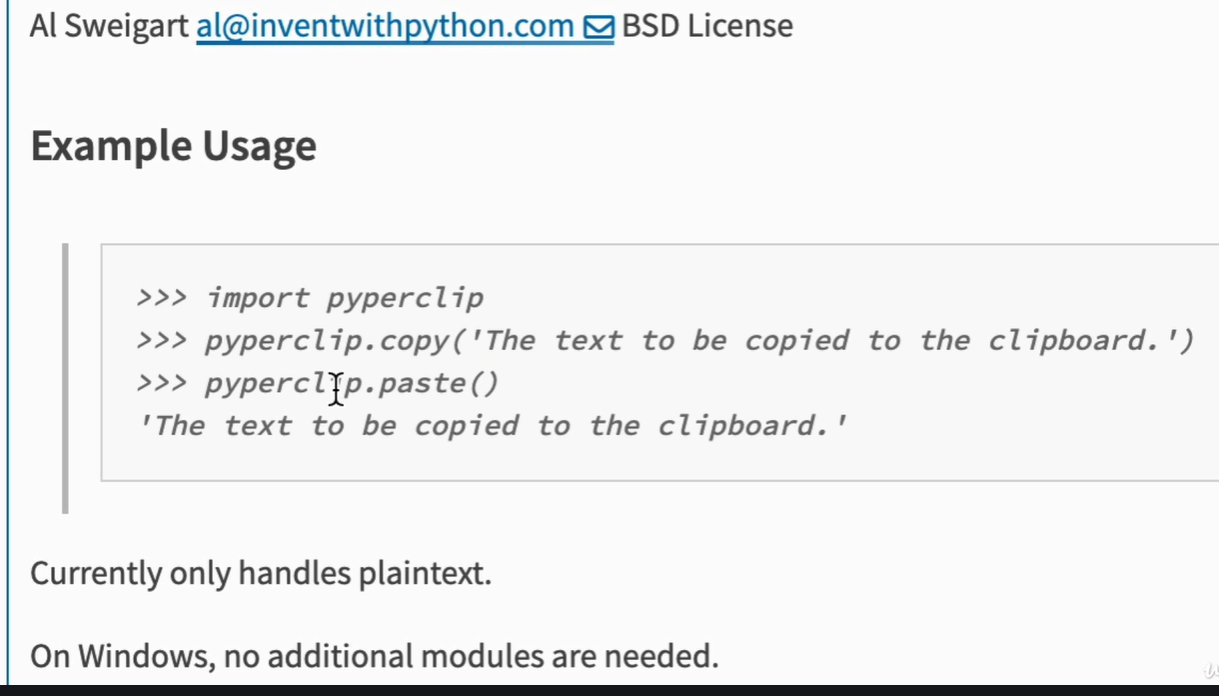 Al Sweigart al@inventwithpython.com BSD License
Example Usage
>>> import pyperclip
>>> pyperclip.copy('The text to be copied to the clipboard.')
>>> pyperclip.paste()
'The text to be copied to the clipboard.'
Currently only handles plaintext.
On Windows, no additional modules are needed.